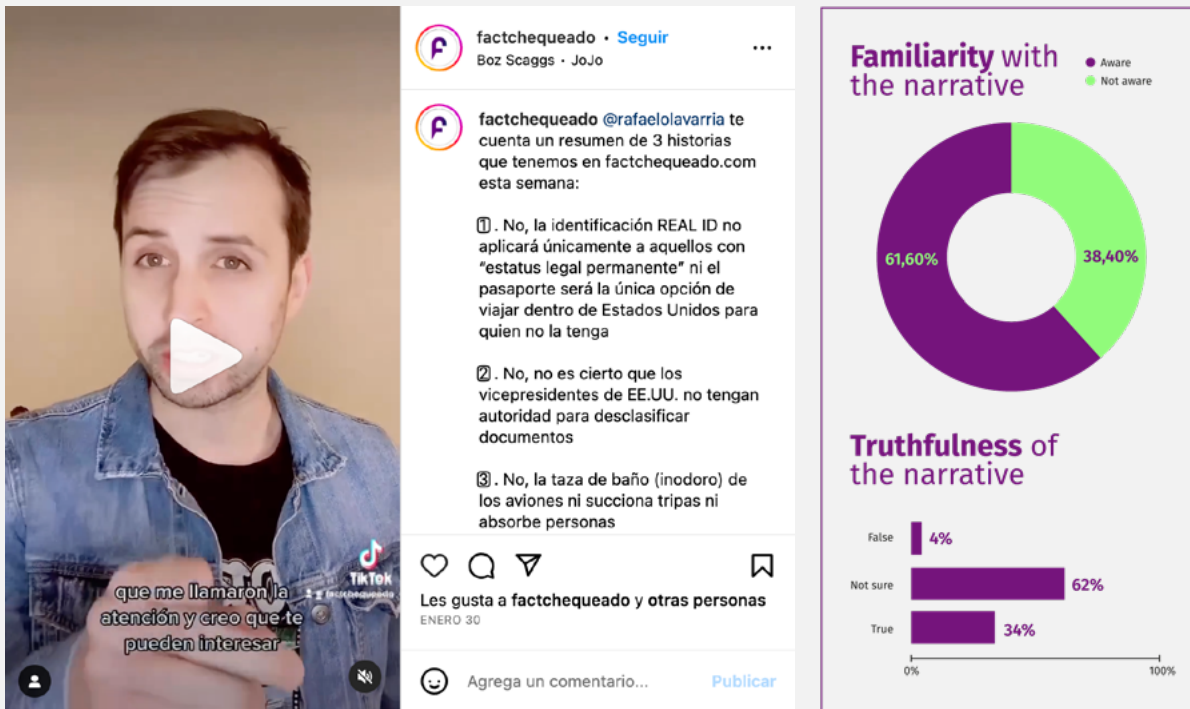 que me llamaron la
atención y creo que te
pueden interesar
TikTok
factchequeado • Seguir
Boz Scaggs • JoJo
factchequeado @rafaelolavarria te
cuenta un resumen de 3 historias
que tenemos en factchequeado.com
esta semana:
1. No, la identificación REAL ID no
aplicará únicamente a aquellos con
“estatus legal permanente” ni el
pasaporte será la única opción de
viajar dentro de Estados Unidos para
quien no la tenga
2. No, no es cierto que los
vicepresidentes de EE.UU. no tengan
autoridad para desclasificar
documentos
3. No, la taza de baño (inodoro) de
los aviones ni succiona tripas ni
absorbe personas
Les gusta a factchequeado y otras personas
ENERO 30
Agrega un comentario... Publicar
Familiarity with
the narrative
Aware
Not aware
61,60%
38,40%
Truthfulness of
the narrative
False 4%
Not sure 62%
True 34%
0% 100%